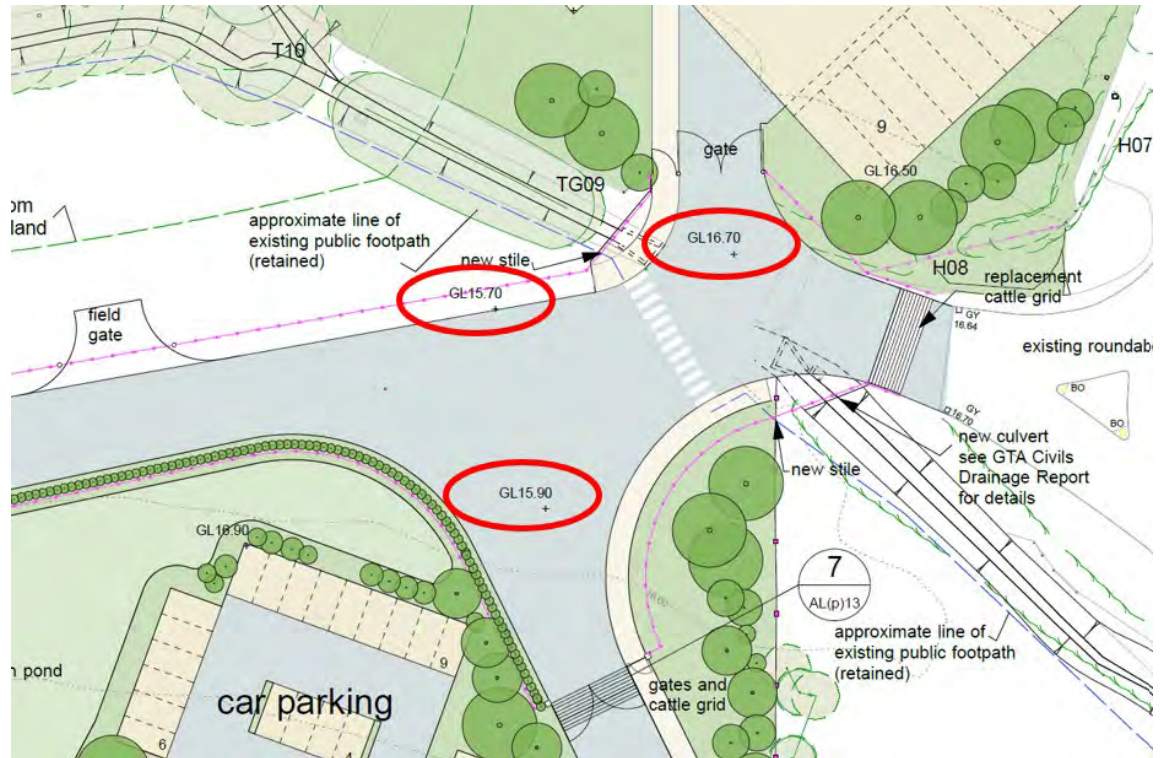 T10
gate
9
H07
GL16.50
TG09
om
land
approximate line of
existing public footpath
(retained)
GL16.70
new stile
H08
replacement
cattle grid
GL15.70
field
gate
GY
16.64
existing roundabo
BO
BO
GY
16.70
new culvert
see GTA Civils
Drainage Report
for details
new stile
GL15.90
GL16.90
7
AL(p)13
16.00
approximate line of
existing public footpath
(retained)
n pond
9
gates and
cattle grid
car parking
6